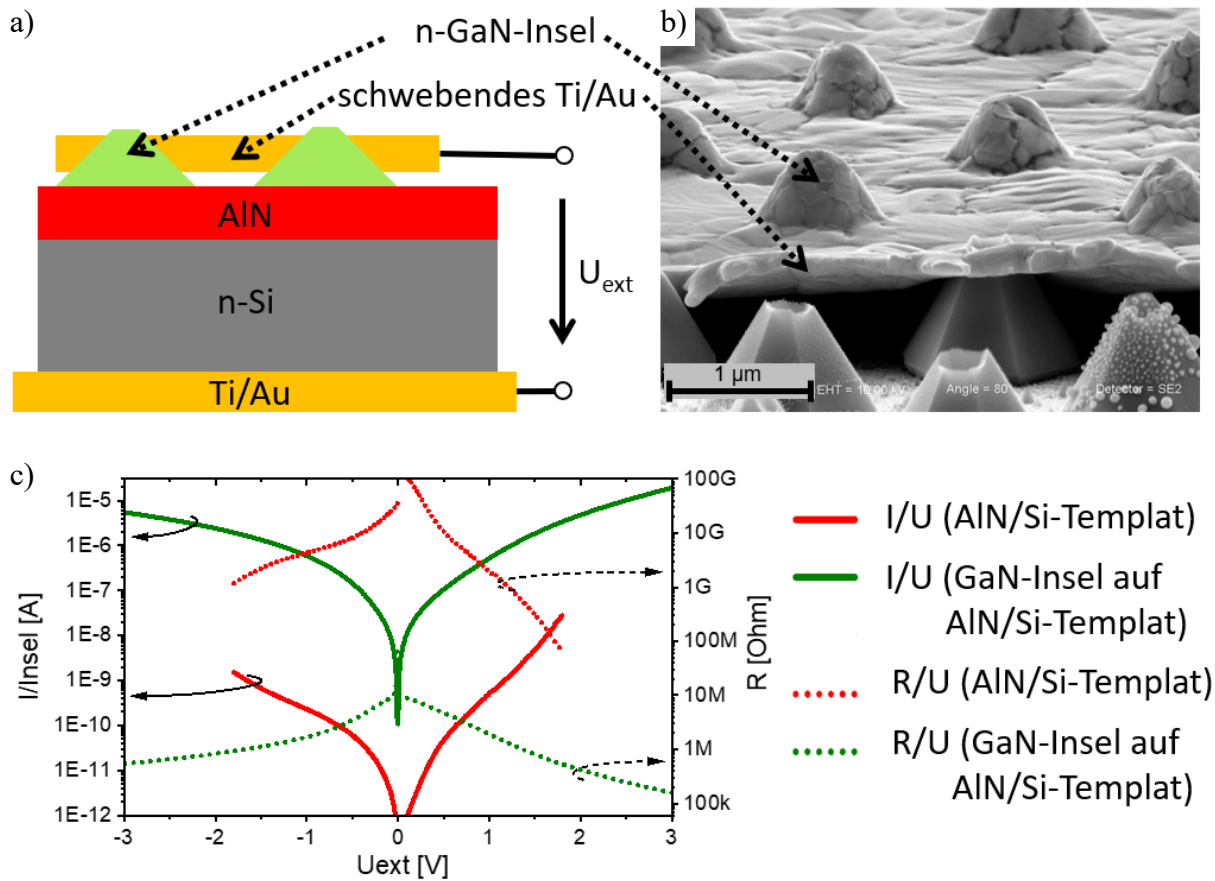 a)
n-GaN-Insel
schwebendes Ti/Au
AlN
n-Si
Ti/Au
U_ext
b)
1 µm
EHT = 10.00 kV
Angle = 80
Detector = SE2
c)
I/Insel [A]
1E-5
1E-6
1E-7
1E-8
1E-9
1E-10
1E-11
1E-12
-3
-2
-1
0
1
2
3
Uext [V]
100G
10G
1G
100M
10M
1M
100k
R [Ohm]
I/U (AlN/Si-Templat)
I/U (GaN-Insel auf
AlN/Si-Templat)
R/U (AlN/Si-Templat)
R/U (GaN-Insel auf
AlN/Si-Templat)